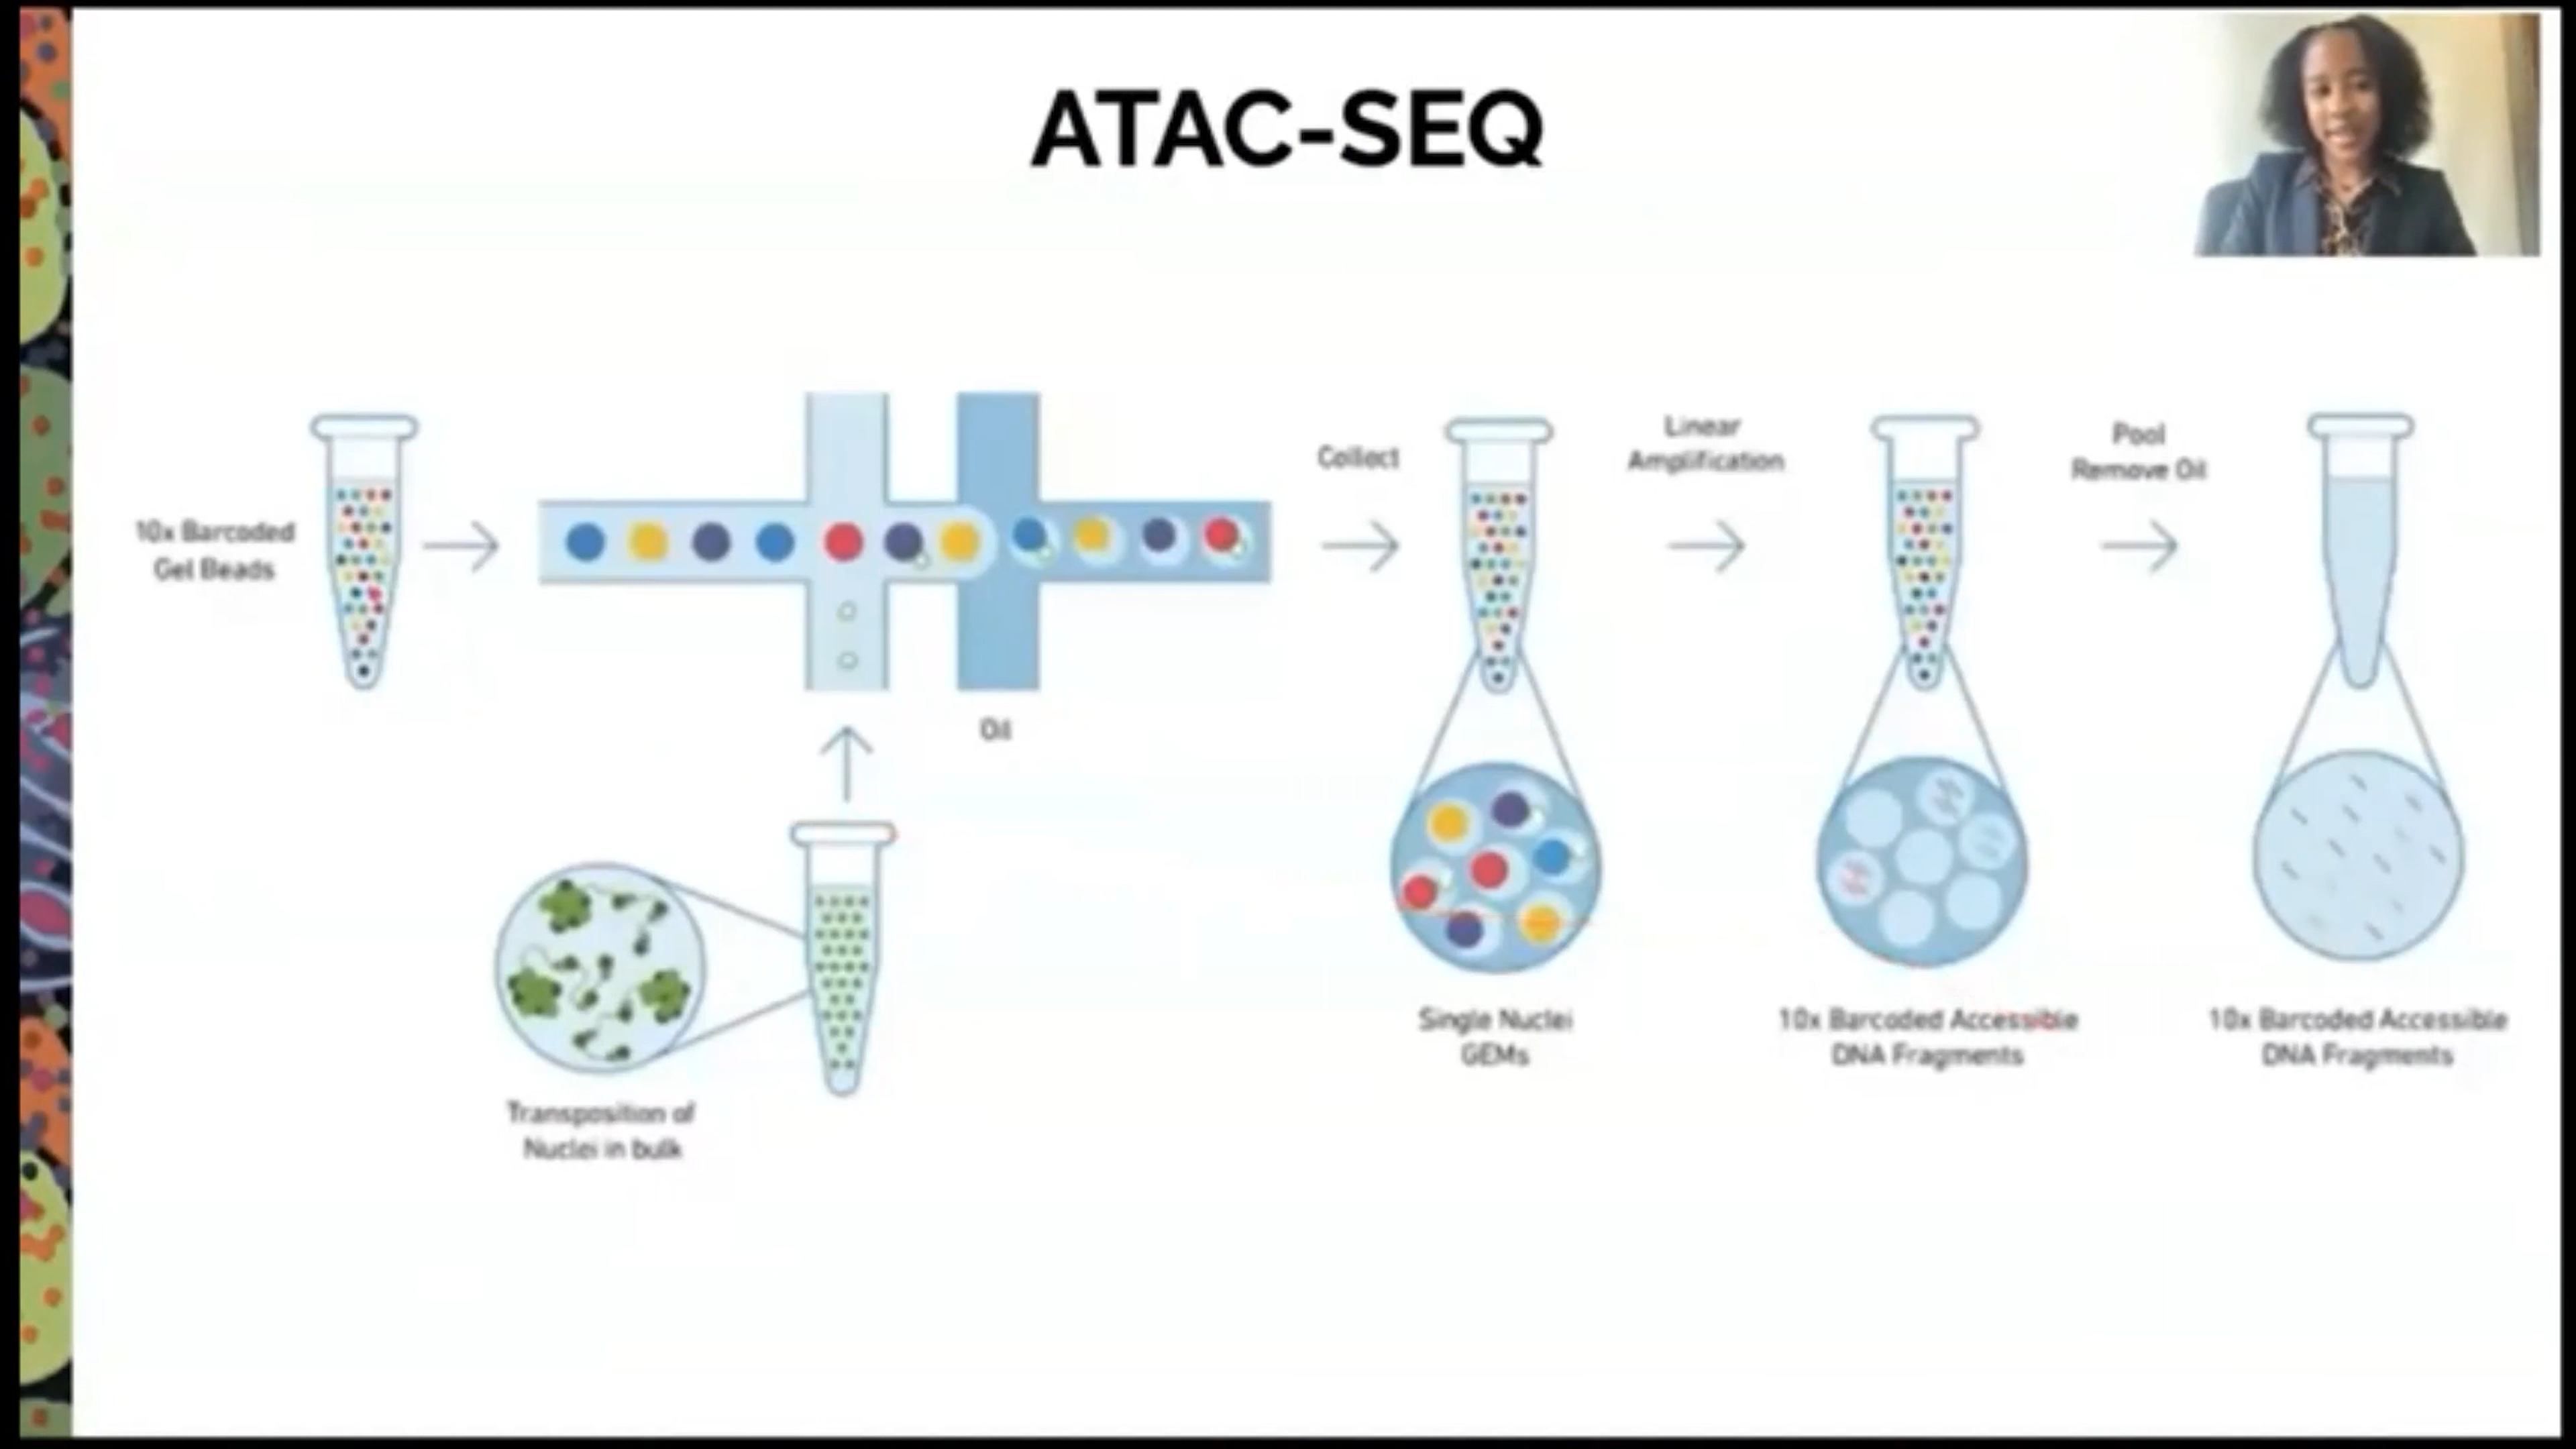 ATAC-SEQ
10x Barcoded
Gel Beads
Oil
Transposition of
Nuclei in bulk
Collect
Single Nuclei
GEMs
Linear
Amplification
10x Barcoded Accessible
DNA Fragments
Pool
Remove Oil
10x Barcoded Accessible
DNA Fragments